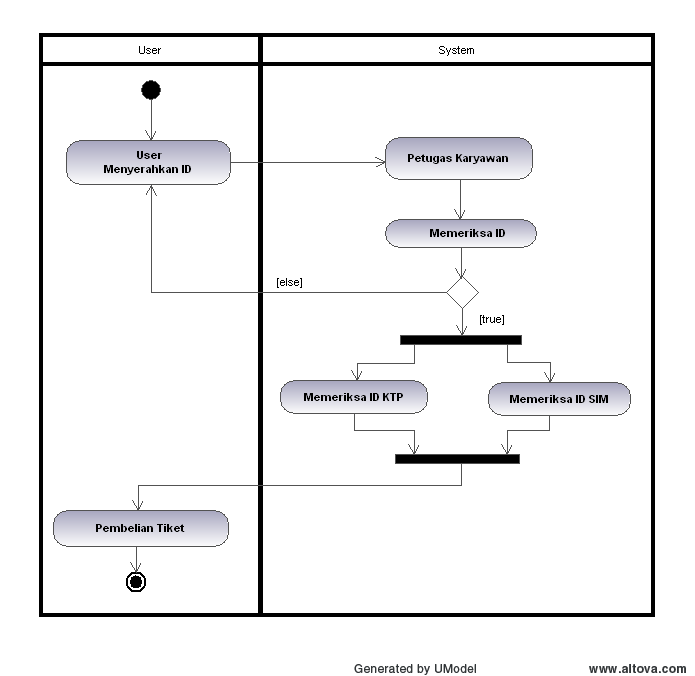 User
System
User
Menyerahkan ID
Petugas Karyawan
Memeriksa ID
[else]
[true]
Memeriksa ID KTP
Memeriksa ID SIM
Pembelian Tiket
Generated by UModel
www.altova.com